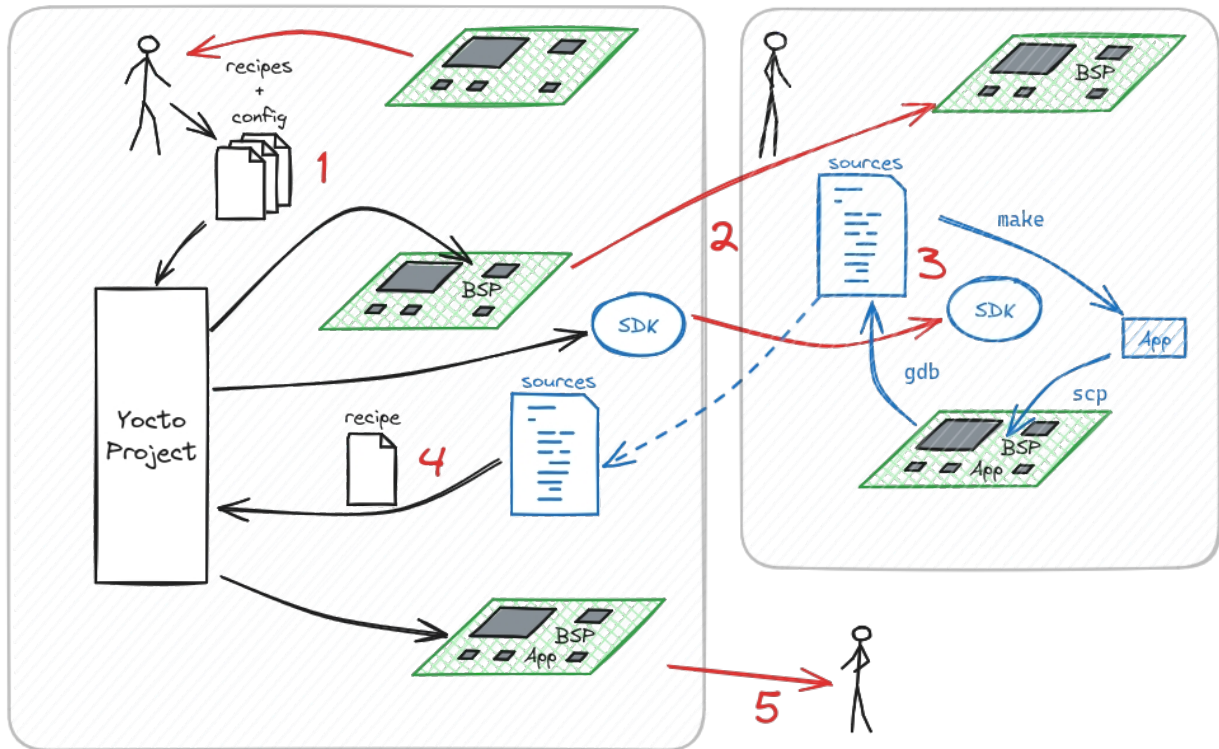 recipes
+
config
1
BSP
SDK
Yocto
Project
sources
recipe
4
BSP
App
2
BSP
sources
3
make
SDK
App
gdb
scp
BSP
App
5